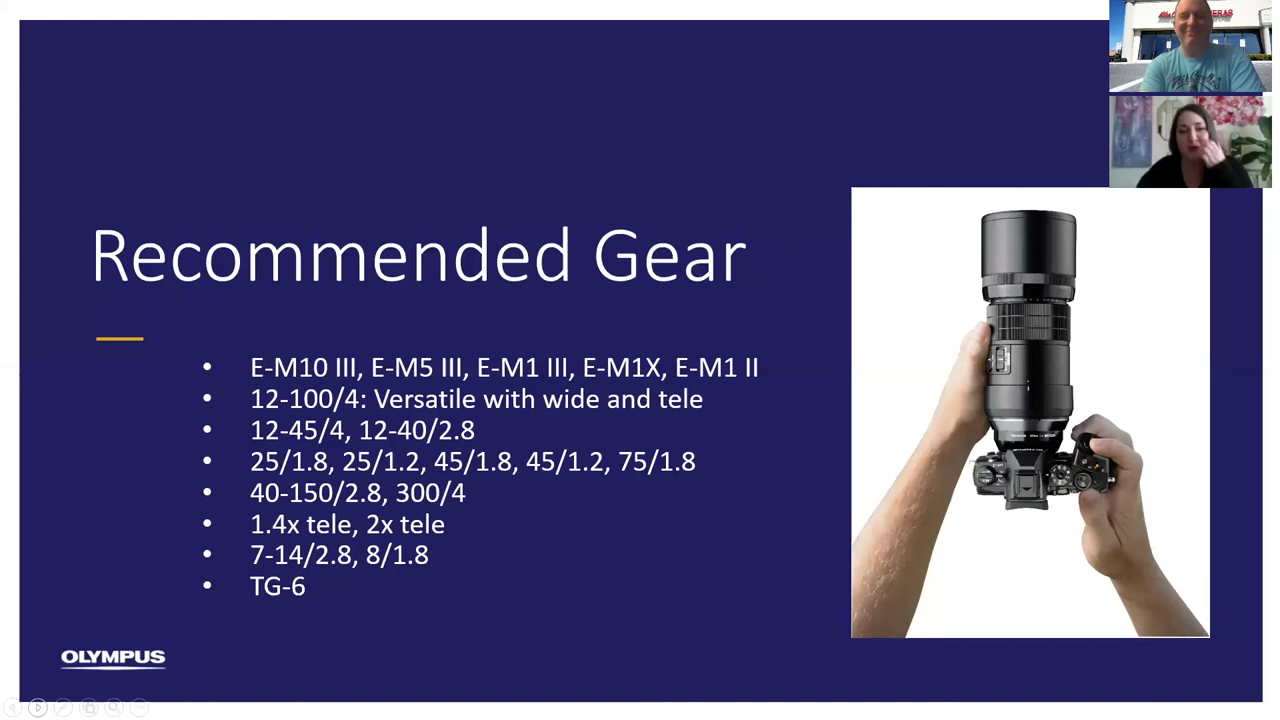 Recommended Gear
• E-M10 III, E-M5 III, E-M1 III, E-M1X, E-M1 II
• 12-100/4: Versatile with wide and tele
• 12-45/4, 12-40/2.8
• 25/1.8, 25/1.2, 45/1.8, 45/1.2, 75/1.8
• 40-150/2.8, 300/4
• 1.4x tele, 2x tele
• 7-14/2.8, 8/1.8
• TG-6
OLYMPUS